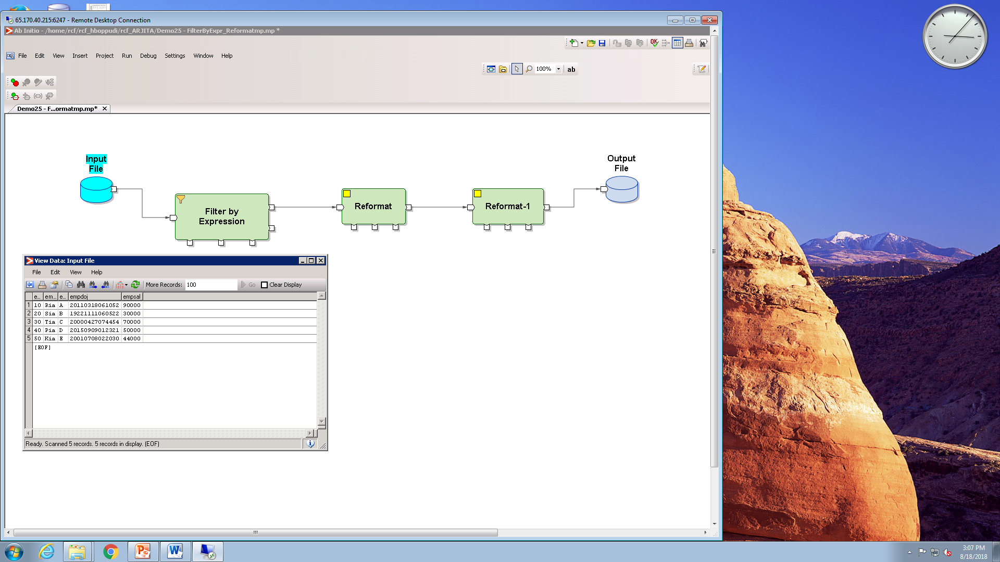 65.170.40.215:6247 - Remote Desktop Connection
Ab Initio - /home/rcf/rcf_hboppudi/rcf_ARJITA/Demo25 - FilterByExpr_Reformatmp.mp *
File Edit View Insert Project Run Debug Settings Window Help
100% ab
Demo25 - F...ormatmp.mp*
Input
File
Filter by
Expression
Reformat
Reformat-1
Output
File
View Data: Input File
File Edit View Help
More Records: 100 Go Clear Display
e... em... e... empdoj empsal
1 10 Ria A 20110318061052 90000
2 20 Sia B 19221111060522 30000
3 30 Tia C 20000427074454 70000
4 40 Pia D 20150909012321 50000
5 50 Kia E 20010708022030 44000
[EOF]
Ready. Scanned 5 records. 5 records in display. (EOF)
3:07 PM
8/18/2018